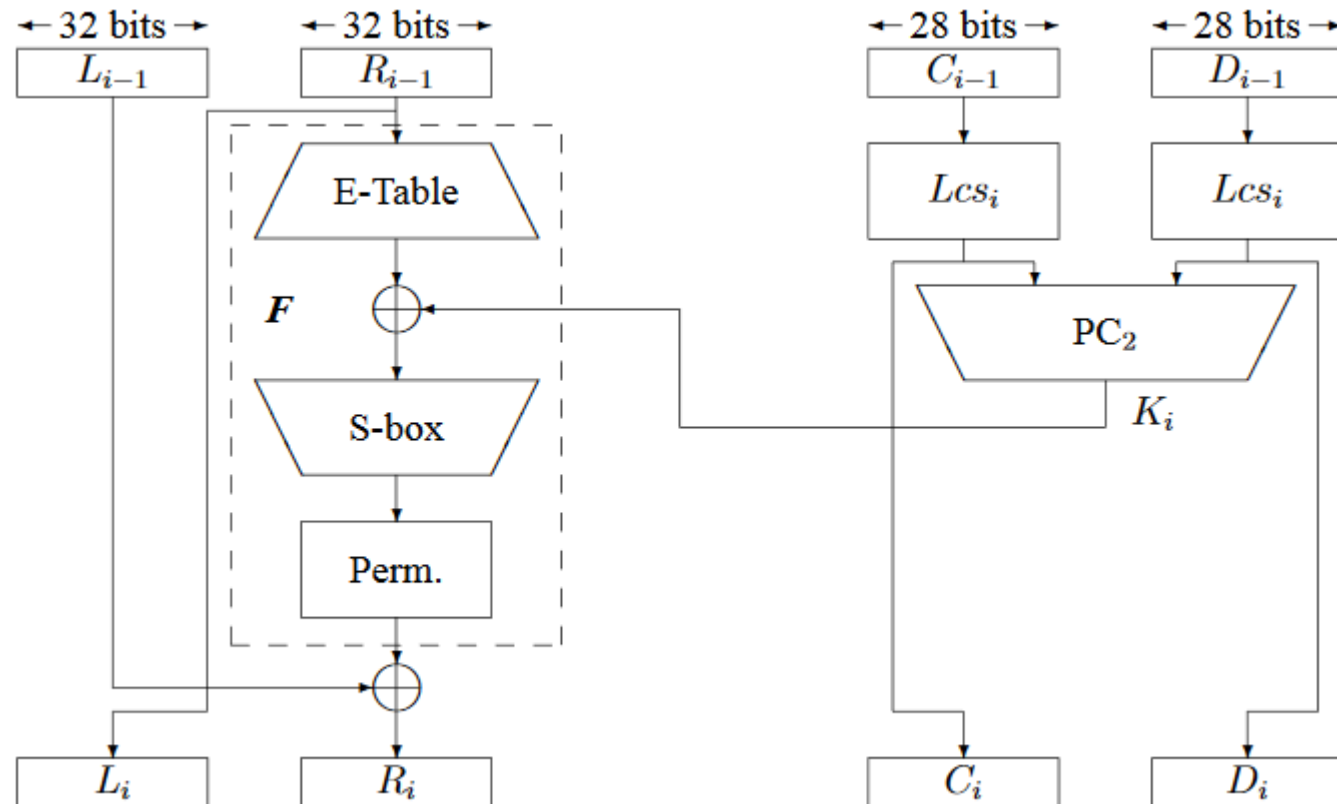 32 bits 32 bits 28 bits 28 bits
L_{i-1} R_{i-1} C_{i-1} D_{i-1}
E-Table Lcs_i Lcs_i
F
PC_2
S-box K_i
Perm.
L_i R_i C_i D_i